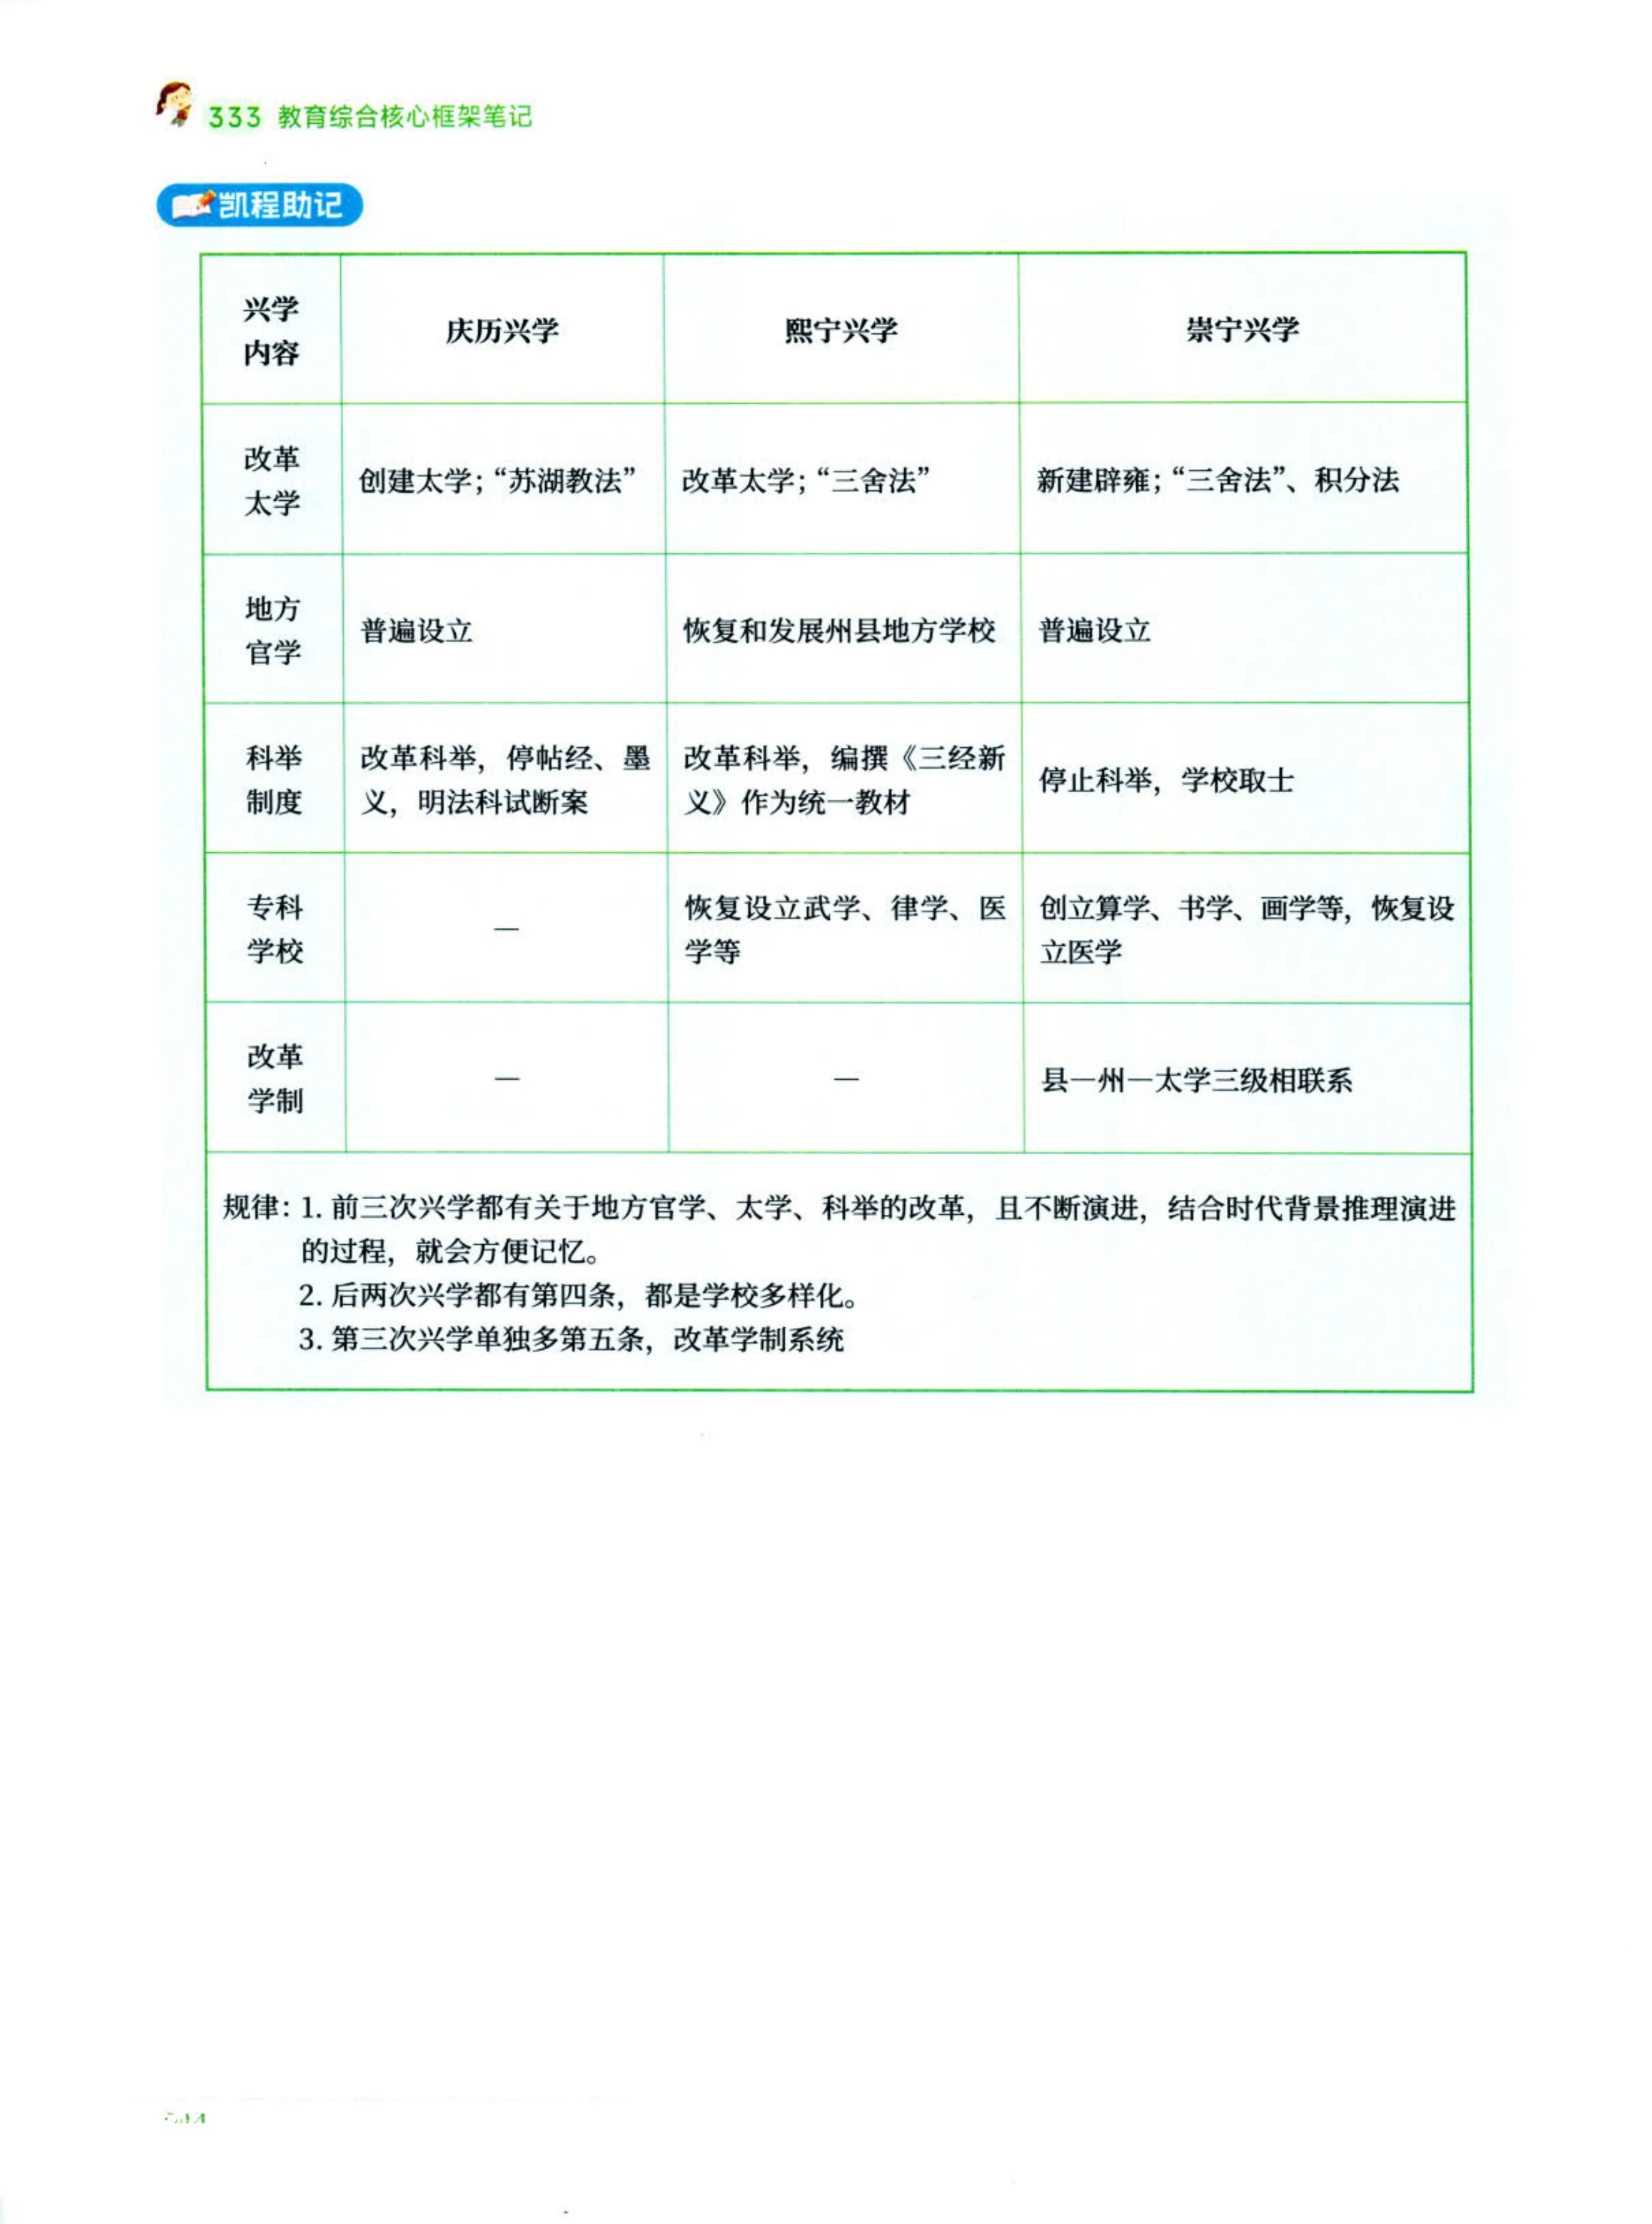 333 教育综合核心框架笔记
凯程助记
兴学
内容
庆历兴学
熙宁兴学
崇宁兴学
改革
太学
创建太学；“苏湖教法”
改革太学；“三舍法”
新建辟雍；“三舍法”、积分法
地方
官学
普遍设立
恢复和发展州县地方学校
普遍设立
科举
制度
改革科举，停帖经、墨
义，明法科试断案
改革科举，编撰《三经新
义》作为统一教材
停止科举，学校取士
专科
学校
—
恢复设立武学、律学、医
学等
创立算学、书学、画学等，恢复设
立医学
改革
学制
—
—
县—州—太学三级相联系
规律：1. 前三次兴学都有关于地方官学、太学、科举的改革，且不断演进，结合时代背景推理演进
的过程，就会方便记忆。
2. 后两次兴学都有第四条，都是学校多样化。
3. 第三次兴学单独多第五条，改革学制系统